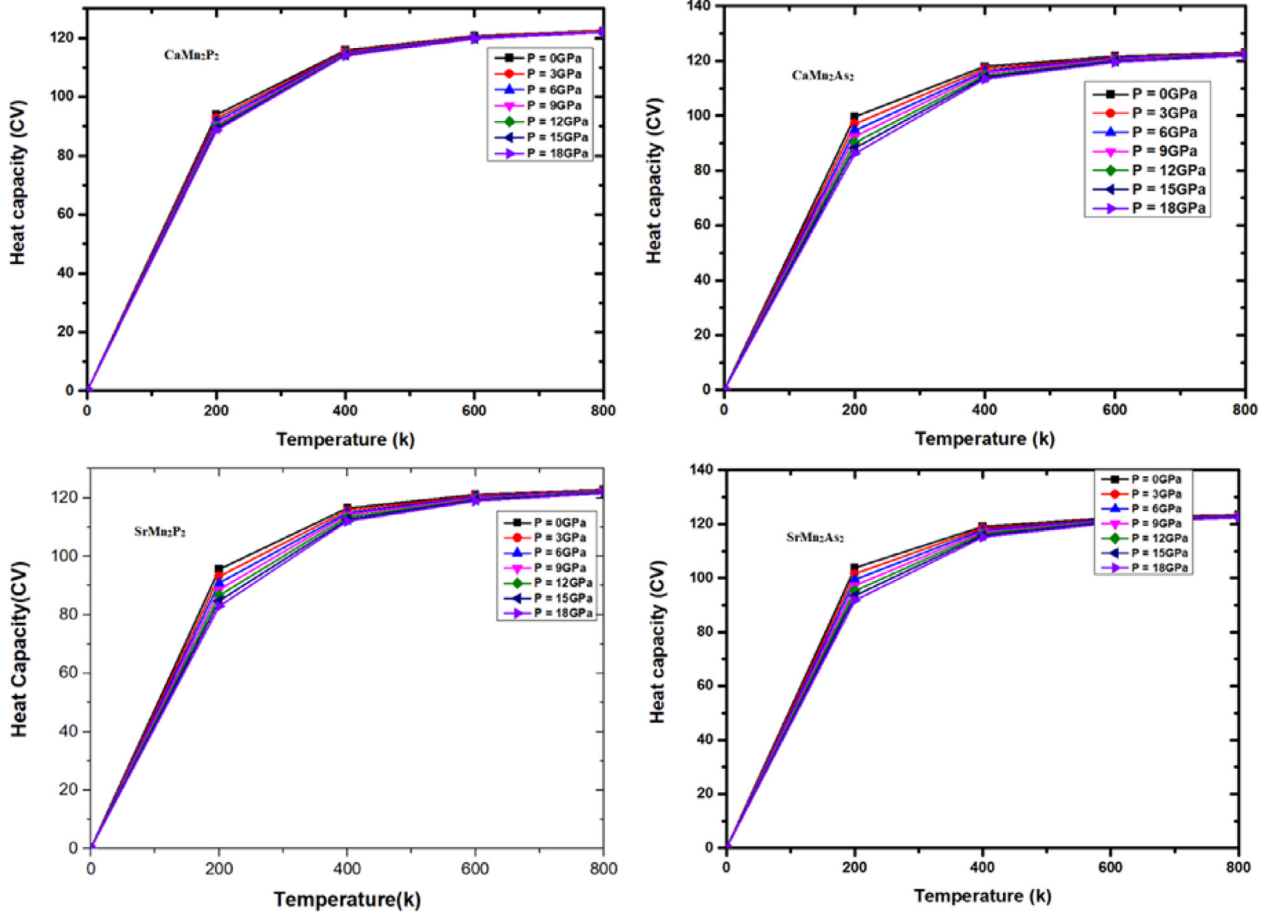 CaMn₂P₂
Heat capacity (CV)
120
100
80
60
40
20
0
P = 0GPa
P = 3GPa
P = 6GPa
P = 9GPa
P = 12GPa
P = 15GPa
P = 18GPa
0 200 400 600 800
Temperature (k)
CaMn₂As₂
Heat capacity (CV)
140
120
100
80
60
40
20
0
P = 0GPa
P = 3GPa
P = 6GPa
P = 9GPa
P = 12GPa
P = 15GPa
P = 18GPa
0 200 400 600 800
Temperature (k)
SrMn₂P₂
Heat Capacity(CV)
120
100
80
60
40
20
0
P = 0GPa
P = 3GPa
P = 6GPa
P = 9GPa
P = 12GPa
P = 15GPa
P = 18GPa
0 200 400 600 800
Temperature(k)
SrMn₂As₂
Heat capacity (CV)
140
120
100
80
60
40
20
0
P = 0GPa
P = 3GPa
P = 6GPa
P = 9GPa
P = 12GPa
P = 15GPa
P = 18GPa
0 200 400 600 800
Temperature (k)